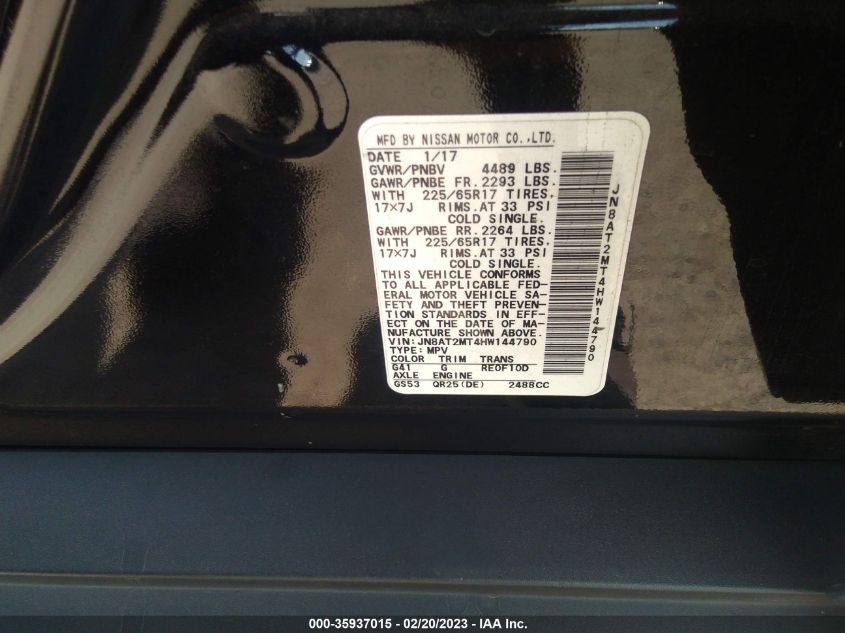 MFD BY NISSAN MOTOR CO.,LTD.
DATE 1/17
GVWR/PNBV 4489 LBS.
GAWR/PNBE FR.2293 LBS.
WITH 225/65R17 TIRES,
17×7J RIMS.AT 33 PSI
COLD SINGLE.
GAWR/PNBE RR.2264 LBS.
WITH 225/65R17 TIRES,
17×7J RIMS.AT 33 PSI
COLD SINGLE.
THIS VEHICLE CONFORMS
TO ALL APPLICABLE FED-
ERAL MOTOR VEHICLE SA-
FETY AND THEFT PREVEN-
TION STANDARDS IN EFF-
ECT ON THE DATE OF MA-
NUFACTURE SHOWN ABOVE.
VIN: JN8AT2MT4HW144790
TYPE: MPV
COLOR TRIM TRANS
G41 G RE0F10D
AXLE ENGINE
GS53 QR25(DE) 2488CC
JN8AT2MT4HW144790
000-35937015 — 02/20/2023 — IAA Inc.